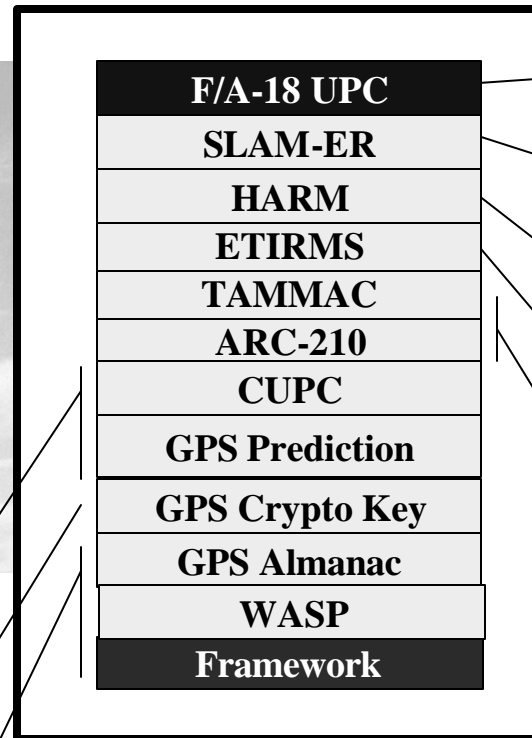 F/A-18 UPC
SLAM-ER
HARM
ETIRMS
TAMMAC
ARC-210
CUPC
GPS Prediction
GPS Crypto Key
GPS Almanac
WASP
Framework